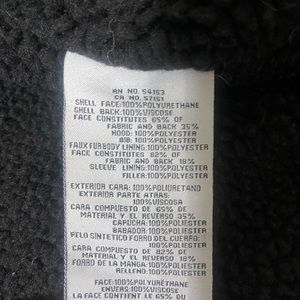 RN NO. 54163
CA NO. 57151
SHELL FACE:100%POLYURETHANE
SHELL BACK:100%VISCOSE
FACE CONSTITUTES 65% OF
FABRIC AND BACK 35%
HOOD: 100%POLYESTER
BIB: 100%POLYESTER
FAUX FUR BODY LINING: 100%POLYESTER
FACE CONSTITUTES 82% OF
FABRIC AND BACK 18%
SLEEVE LINING:100%POLYESTER
FILLER:100%POLYESTER
EXTERIOR CARA: 100%POLIURETANO
EXTERIOR PARTE ATRAS:
100%VISCOSA
CARA COMPUESTO DE 65% DE
MATERIAL Y EL REVERSO 35%
CAPUCHA: 100%POLYESTER
BABADOR: 100%POLYESTER
PELO SINTETICO FORRO DEL CUERPO:
100%POLYESTER
CARA COMPUESTO DE 82% DE
MATERIAL Y EL REVERSO 18%
FORRO DE LA MANGA: 100%POLYESTER
RELLENO: 100%POLYESTER
FACE:100%POLYURÉTHANE
ENVERS:100%VISCOSE
LA FACE CONTIENT LE 65% DU